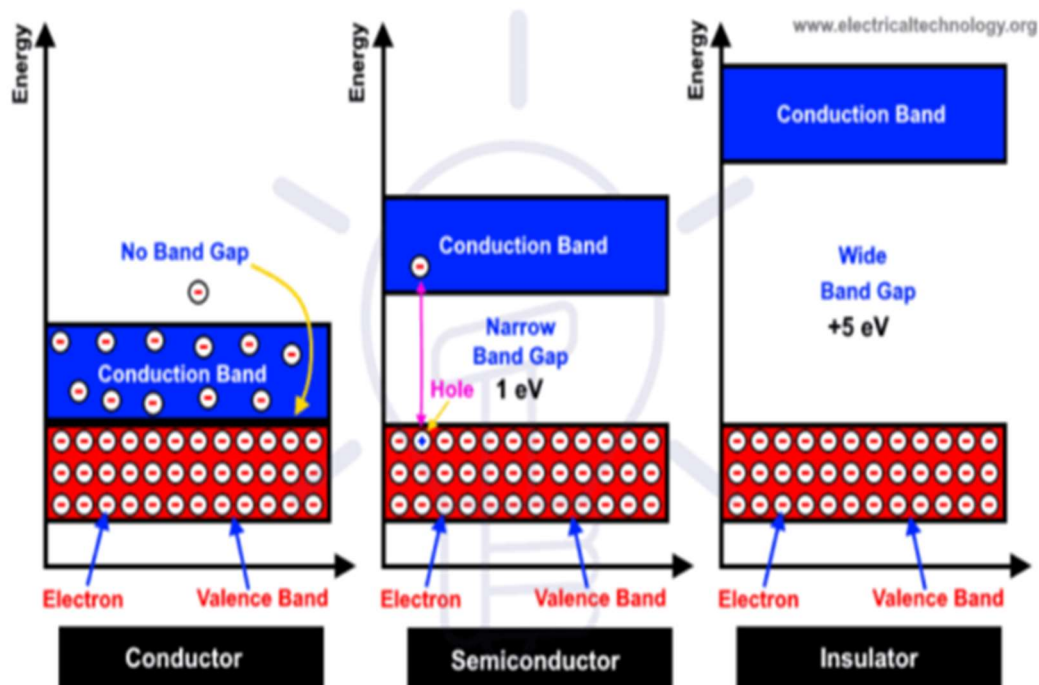 www.electricaltechnology.org
Energy
No Band Gap
Conduction Band
Electron
Valence Band
Conductor
Energy
Conduction Band
Narrow
Band Gap
Hole 1 eV
Electron
Valence Band
Semiconductor
Energy
Conduction Band
Wide
Band Gap
+5 eV
Electron
Valence Band
Insulator